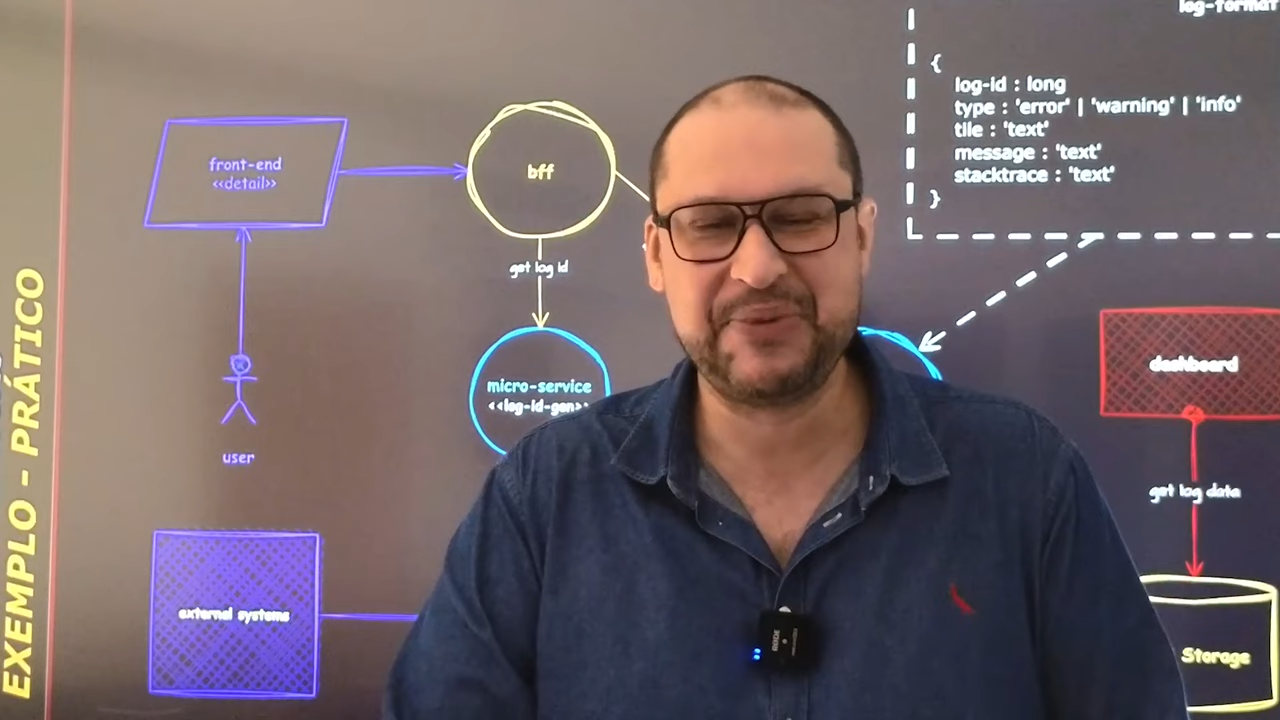 log-format
{
log-id : long
type : 'error' | 'warning' | 'info'
tile : 'text'
message : 'text'
stacktrace : 'text'
}
front-end
<<detail>>
bff
get log id
micro-service
<<log-id-gen>>
user
dashboard
get log data
external systems
Storage
EXEMPLO - PRÁTICO
RØDE